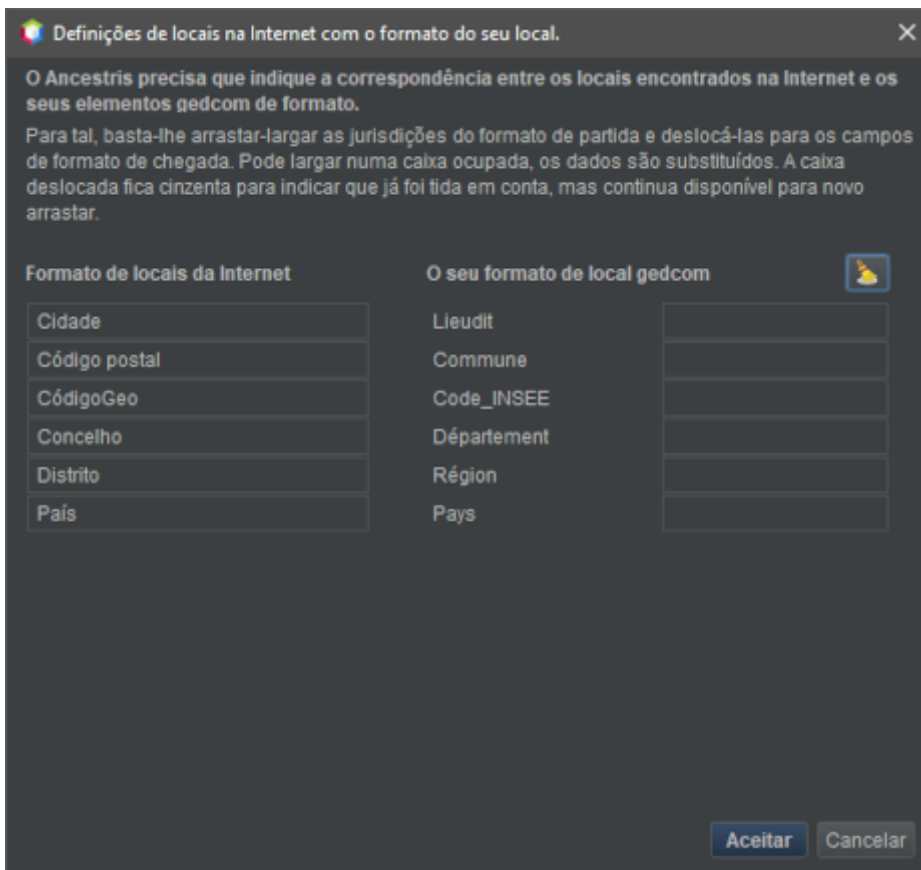 Definições de locais na Internet com o formato do seu local.
O Ancestris precisa que indique a correspondência entre os locais encontrados na Internet e os
seus elementos gedcom de formato.
Para tal, basta-lhe arrastar-largar as jurisdições do formato de partida e deslocá-las para os campos
de formato de chegada. Pode largar numa caixa ocupada, os dados são substituídos. A caixa
deslocada fica cinzenta para indicar que já foi tida em conta, mas continua disponível para novo
arrastar.
Formato de locais da Internet O seu formato de local gedcom
Cidade Lieudit
Código postal Commune
CódigoGeo Code_INSEE
Concelho Département
Distrito Région
País Pays
Aceitar Cancelar